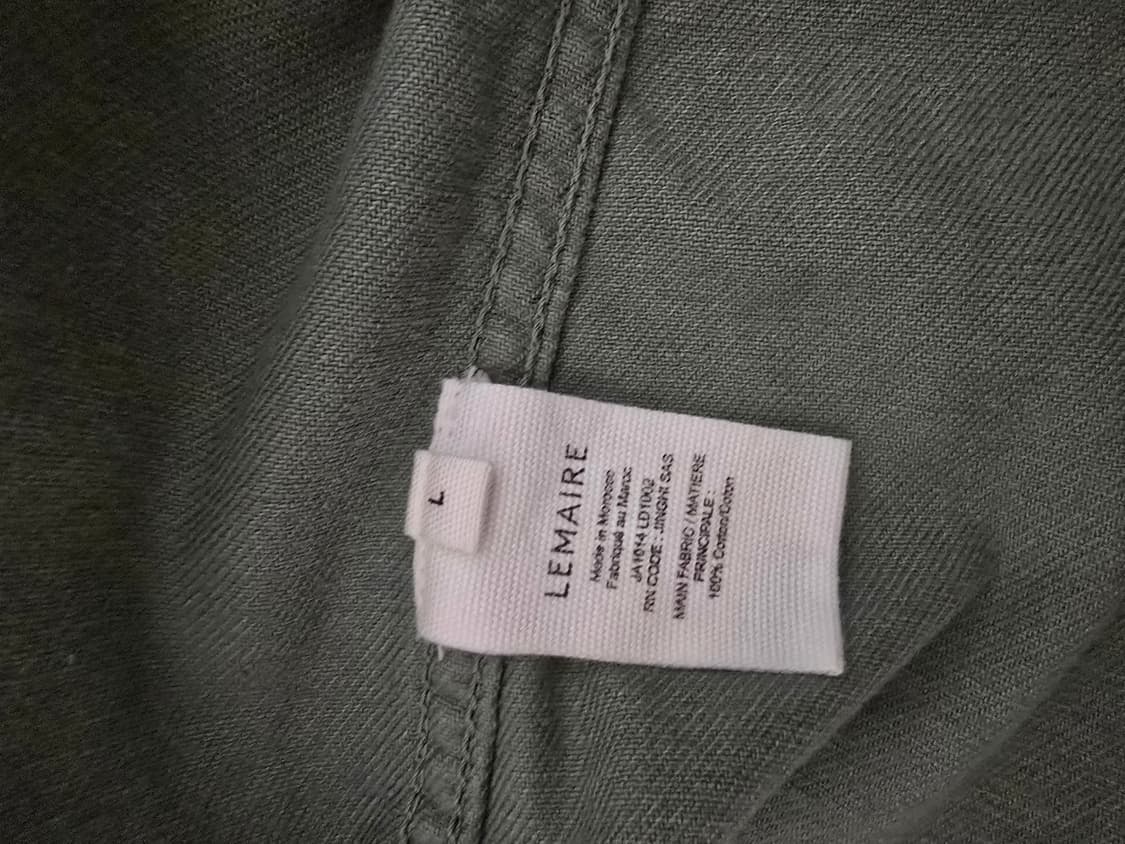 L
LEMAIRE
Made in Morocco
Fabriqué au Maroc
JA1014 LD1002
RN CODE : JINGHI SAS
MAIN FABRIC / MATIERE
PRINCIPALE :
100% Cotton/Coton